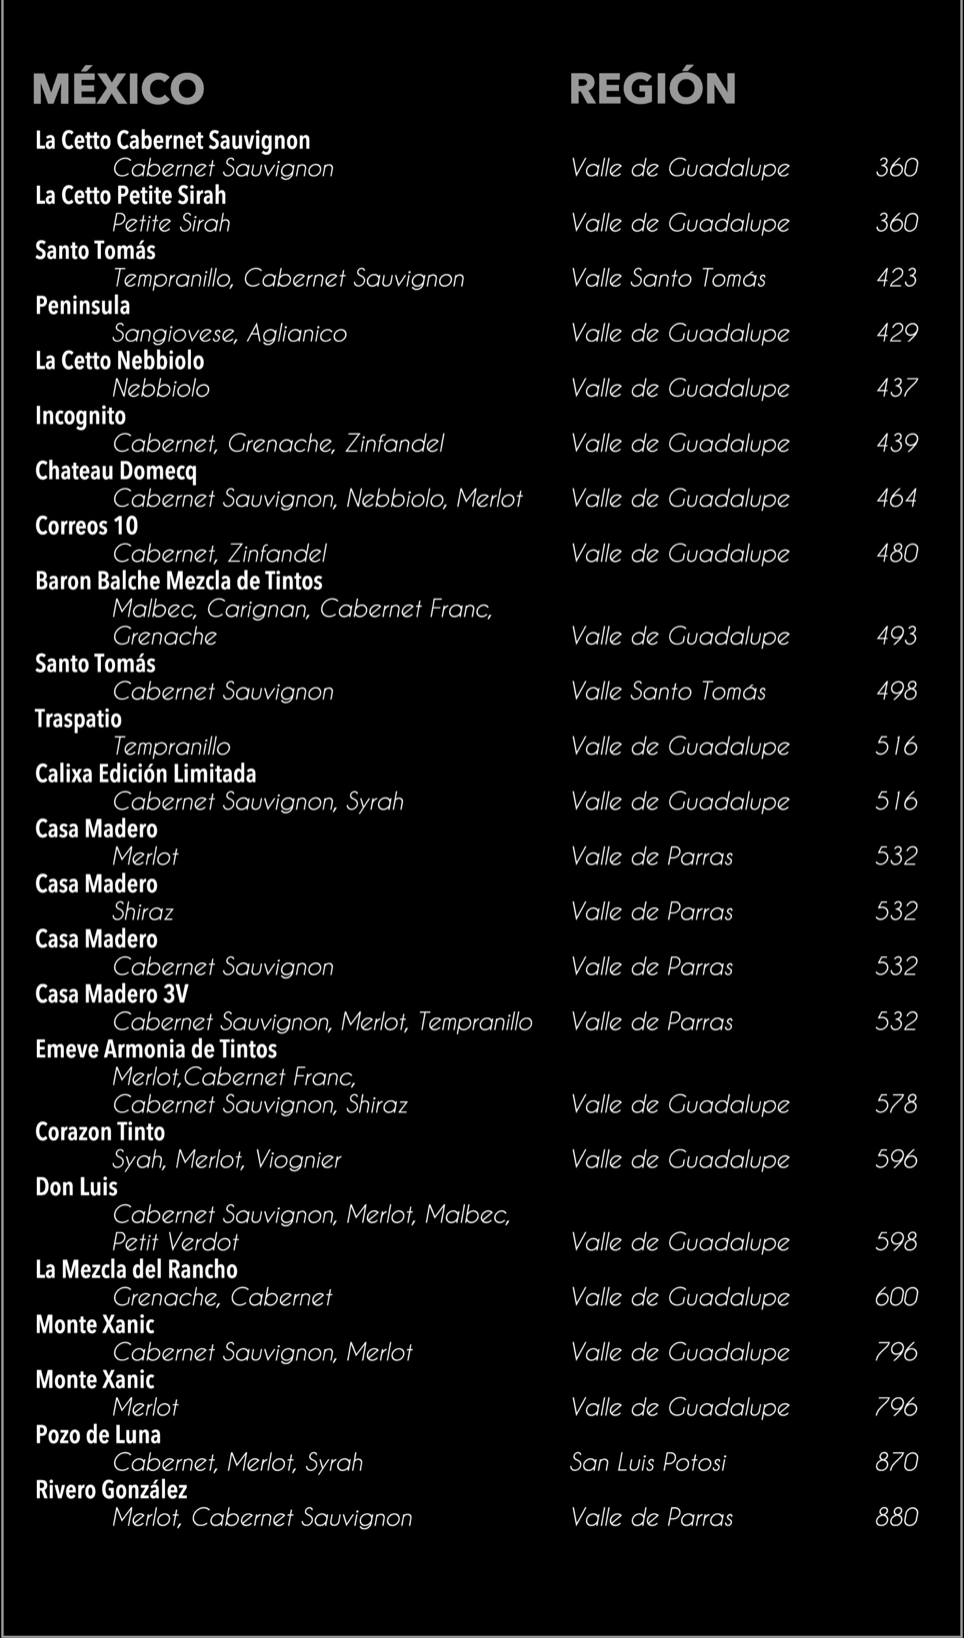 MÉXICO REGIÓN
La Cetto Cabernet Sauvignon
Cabernet Sauvignon Valle de Guadalupe 360
La Cetto Petite Sirah
Petite Sirah Valle de Guadalupe 360
Santo Tomás
Tempranillo, Cabernet Sauvignon Valle Santo Tomás 423
Peninsula
Sangiovese, Aglianico Valle de Guadalupe 429
La Cetto Nebbiolo
Nebbiolo Valle de Guadalupe 437
Incognito
Cabernet, Grenache, Zinfandel Valle de Guadalupe 439
Chateau Domecq
Cabernet Sauvignon, Nebbiolo, Merlot Valle de Guadalupe 464
Correos 10
Cabernet, Zinfandel Valle de Guadalupe 480
Baron Balche Mezcla de Tintos
Malbec, Carignan, Cabernet Franc,
Grenache Valle de Guadalupe 493
Santo Tomás
Cabernet Sauvignon Valle Santo Tomás 498
Traspatio
Tempranillo Valle de Guadalupe 516
Calixa Edición Limitada
Cabernet Sauvignon, Syrah Valle de Guadalupe 516
Casa Madero
Merlot Valle de Parras 532
Casa Madero
Shiraz Valle de Parras 532
Casa Madero
Cabernet Sauvignon Valle de Parras 532
Casa Madero 3V
Cabernet Sauvignon, Merlot, Tempranillo Valle de Parras 532
Emeve Armonia de Tintos
Merlot,Cabernet Franc,
Cabernet Sauvignon, Shiraz Valle de Guadalupe 578
Corazon Tinto
Syah, Merlot, Viognier Valle de Guadalupe 596
Don Luis
Cabernet Sauvignon, Merlot, Malbec,
Petit Verdot Valle de Guadalupe 598
La Mezcla del Rancho
Grenache, Cabernet Valle de Guadalupe 600
Monte Xanic
Cabernet Sauvignon, Merlot Valle de Guadalupe 796
Monte Xanic
Merlot Valle de Guadalupe 796
Pozo de Luna
Cabernet, Merlot, Syrah San Luis Potosi 870
Rivero González
Merlot, Cabernet Sauvignon Valle de Parras 880